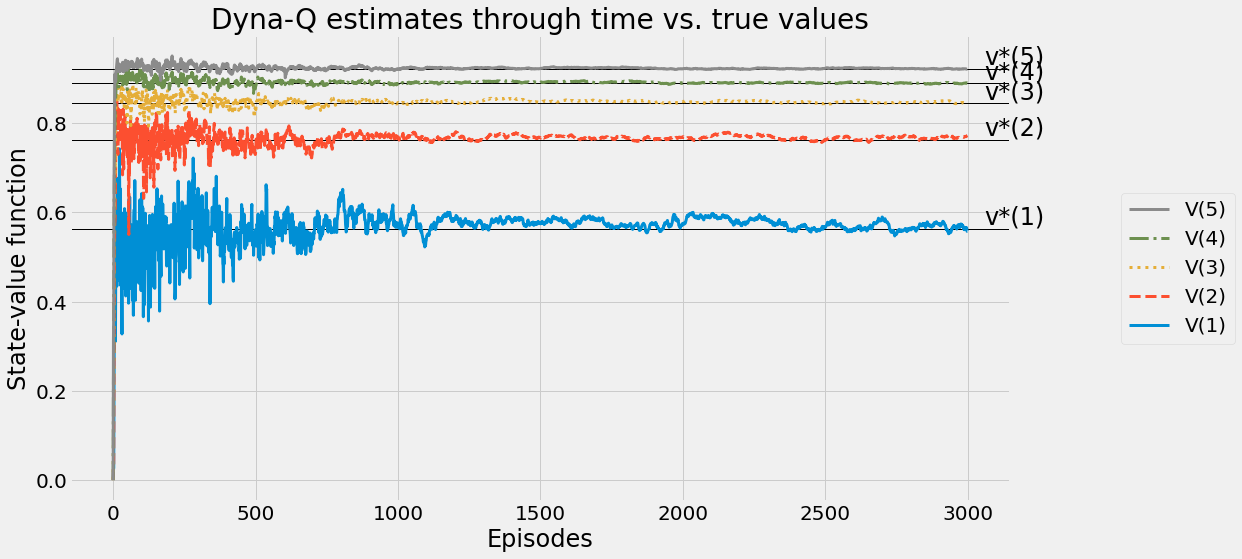 Dyna-Q estimates through time vs. true values
State-value function
0.8
0.6
0.4
0.2
0.0
0
500
1000
1500
2000
2500
3000
Episodes
v*(5)
v*(4)
v*(3)
v*(2)
v*(1)
V(5)
V(4)
V(3)
V(2)
V(1)